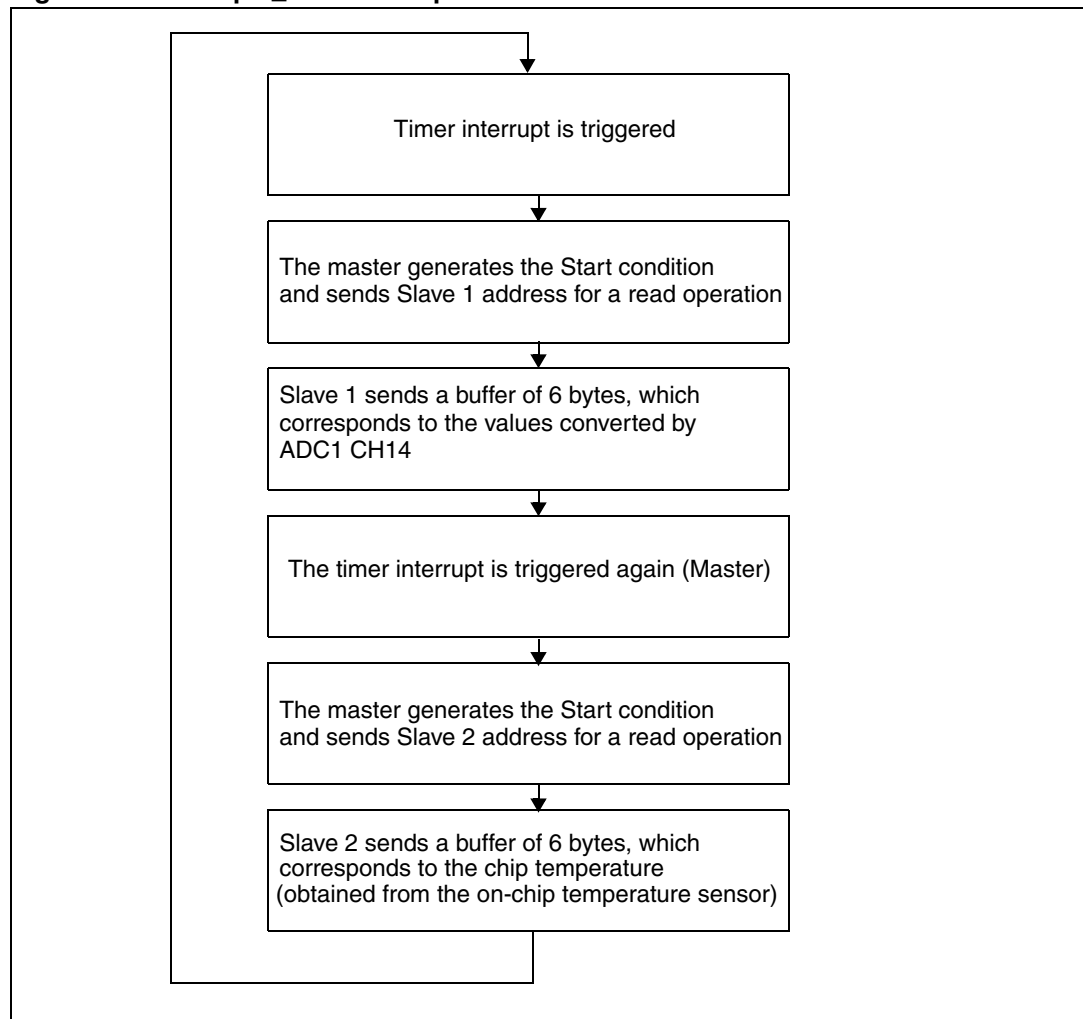 Timer interrupt is triggered
The master generates the Start condition
and sends Slave 1 address for a read operation
Slave 1 sends a buffer of 6 bytes, which
corresponds to the values converted by
ADC1 CH14
The timer interrupt is triggered again (Master)
The master generates the Start condition
and sends Slave 2 address for a read operation
Slave 2 sends a buffer of 6 bytes, which
corresponds to the chip temperature
(obtained from the on-chip temperature sensor)